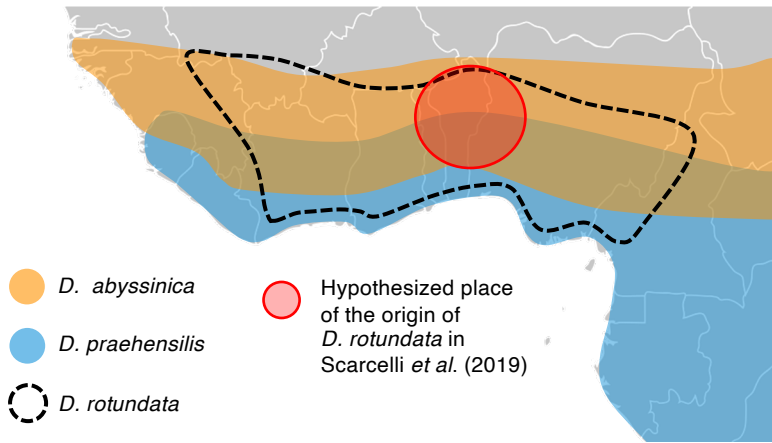 D. abyssinica
D. praehensilis
D. rotundata
Hypothesized place
of the origin of
D. rotundata in
Scarcelli et al. (2019)